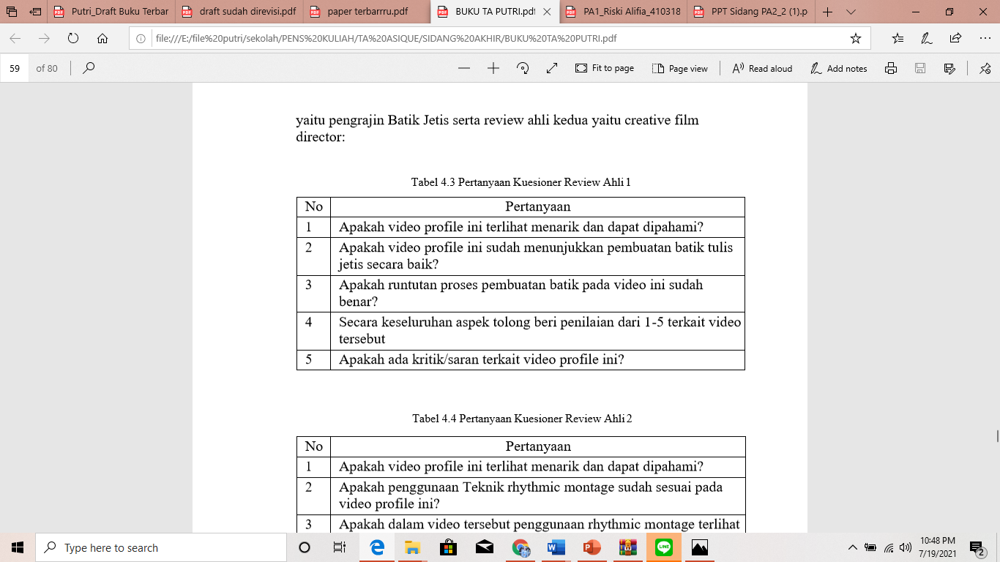 Putri_Draft Buku Terbar
draft sudah direvisi.pdf
paper terbarrru.pdf
BUKU TA PUTRI.pdf
PA1_Riski Alifia_410318
PPT Sidang PA2_2 (1).p
file:///E:/file%20putri/sekolah/PENS%20KULIAH/TA%20ASIQUE/SIDANG%20AKHIR/BUKU%20TA%20PUTRI.pdf
59 of 80
Fit to page
Page view
Read aloud
Add notes
yaitu pengrajin Batik Jetis serta review ahli kedua yaitu creative film
director:
Tabel 4.3 Pertanyaan Kuesioner Review Ahli 1
No Pertanyaan
1 Apakah video profile ini terlihat menarik dan dapat dipahami?
2 Apakah video profile ini sudah menunjukkan pembuatan batik tulis
jetis secara baik?
3 Apakah runtutan proses pembuatan batik pada video ini sudah
benar?
4 Secara keseluruhan aspek tolong beri penilaian dari 1-5 terkait video
tersebut
5 Apakah ada kritik/saran terkait video profile ini?
Tabel 4.4 Pertanyaan Kuesioner Review Ahli 2
No Pertanyaan
1 Apakah video profile ini terlihat menarik dan dapat dipahami?
2 Apakah penggunaan Teknik rhythmic montage sudah sesuai pada
video profile ini?
3 Apakah dalam video tersebut penggunaan rhythmic montage terlihat
Type here to search
10:48 PM
7/19/2021
2